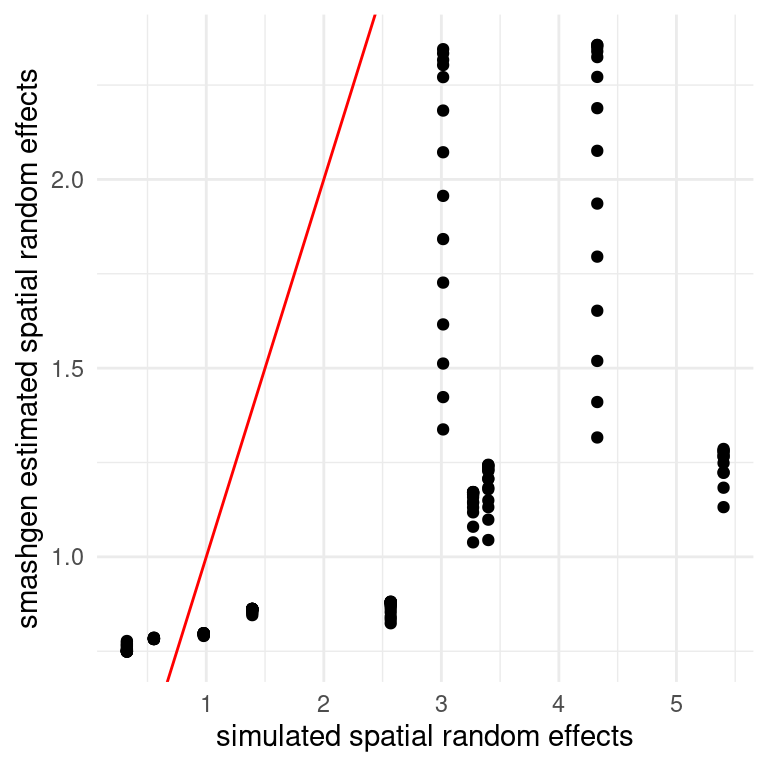 smashgen estimated spatial random effects
2.0
1.5
1.0
1 2 3 4 5
simulated spatial random effects